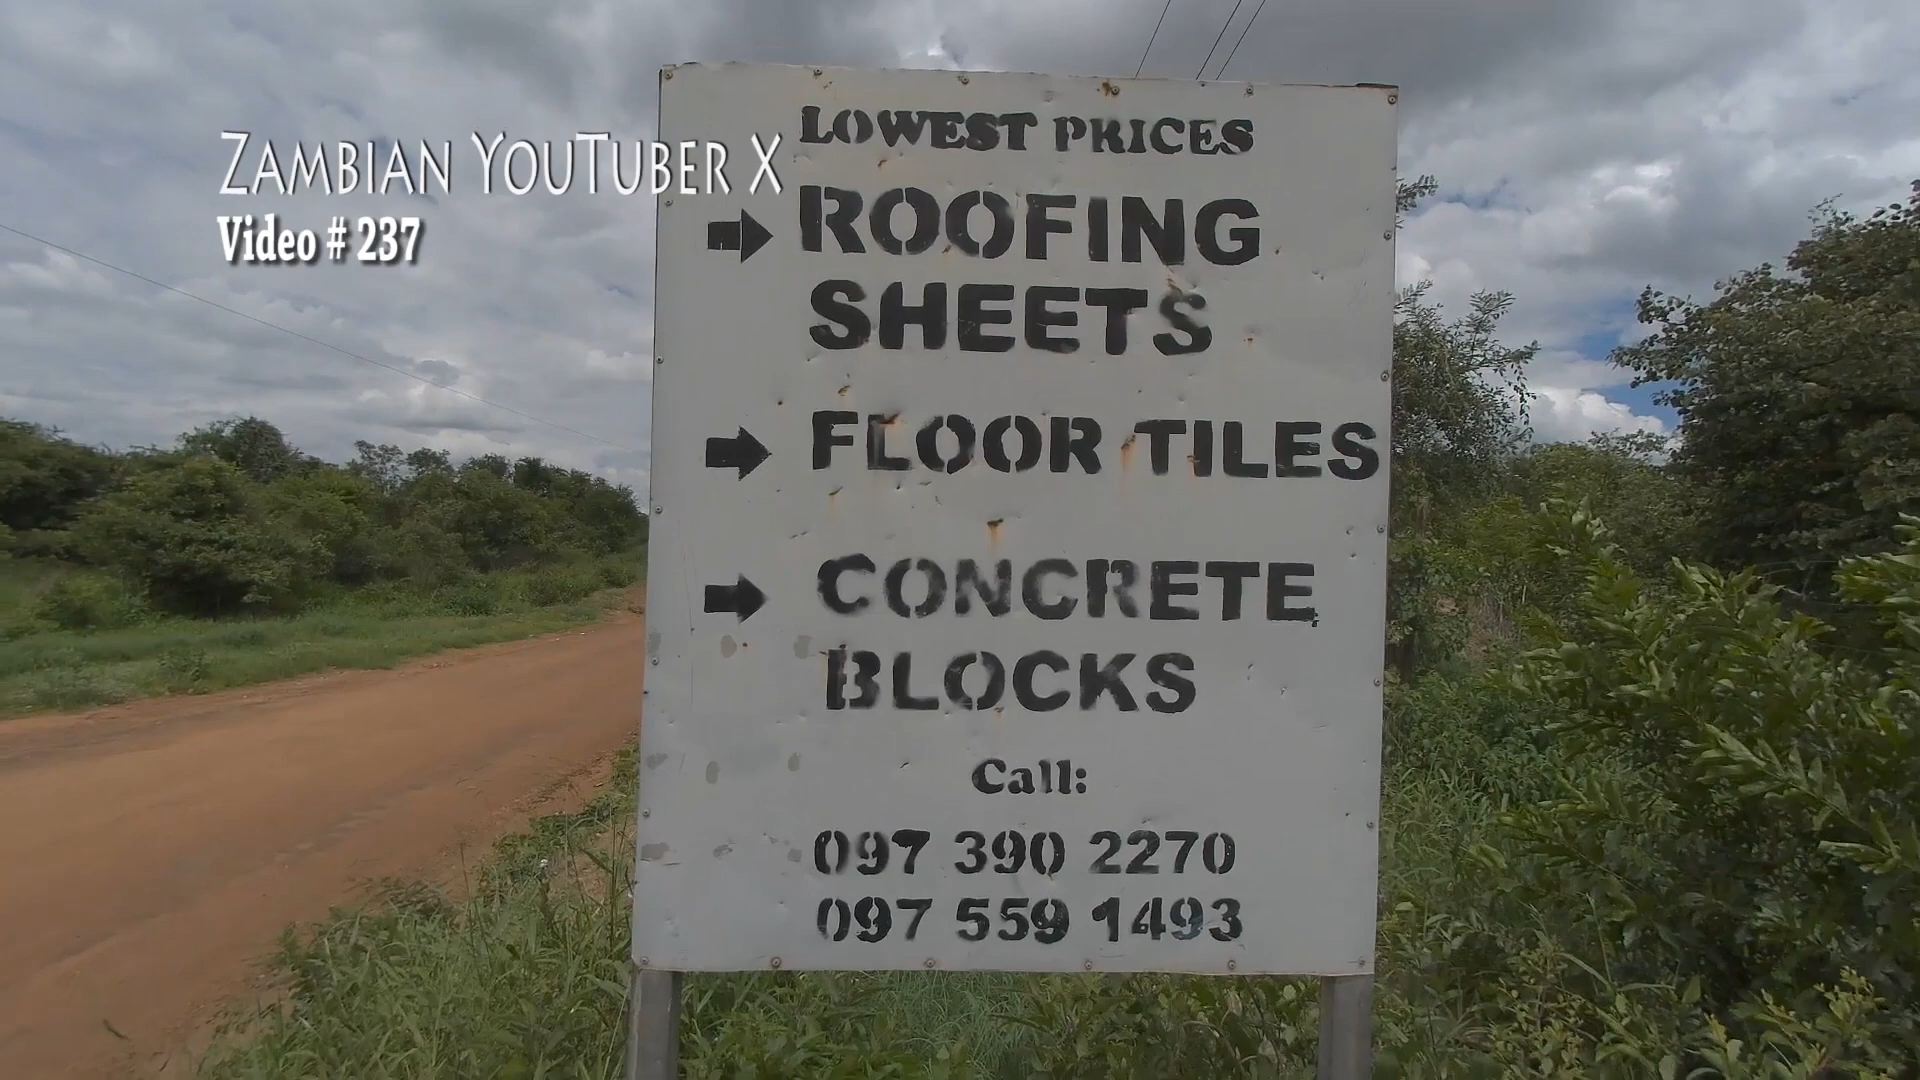 ZAMBIAN YOUTUBER X
Video # 237
LOWEST PRICES
ROOFING
SHEETS
FLOOR TILES
CONCRETE
BLOCKS
Call:
097 390 2270
097 559 1493